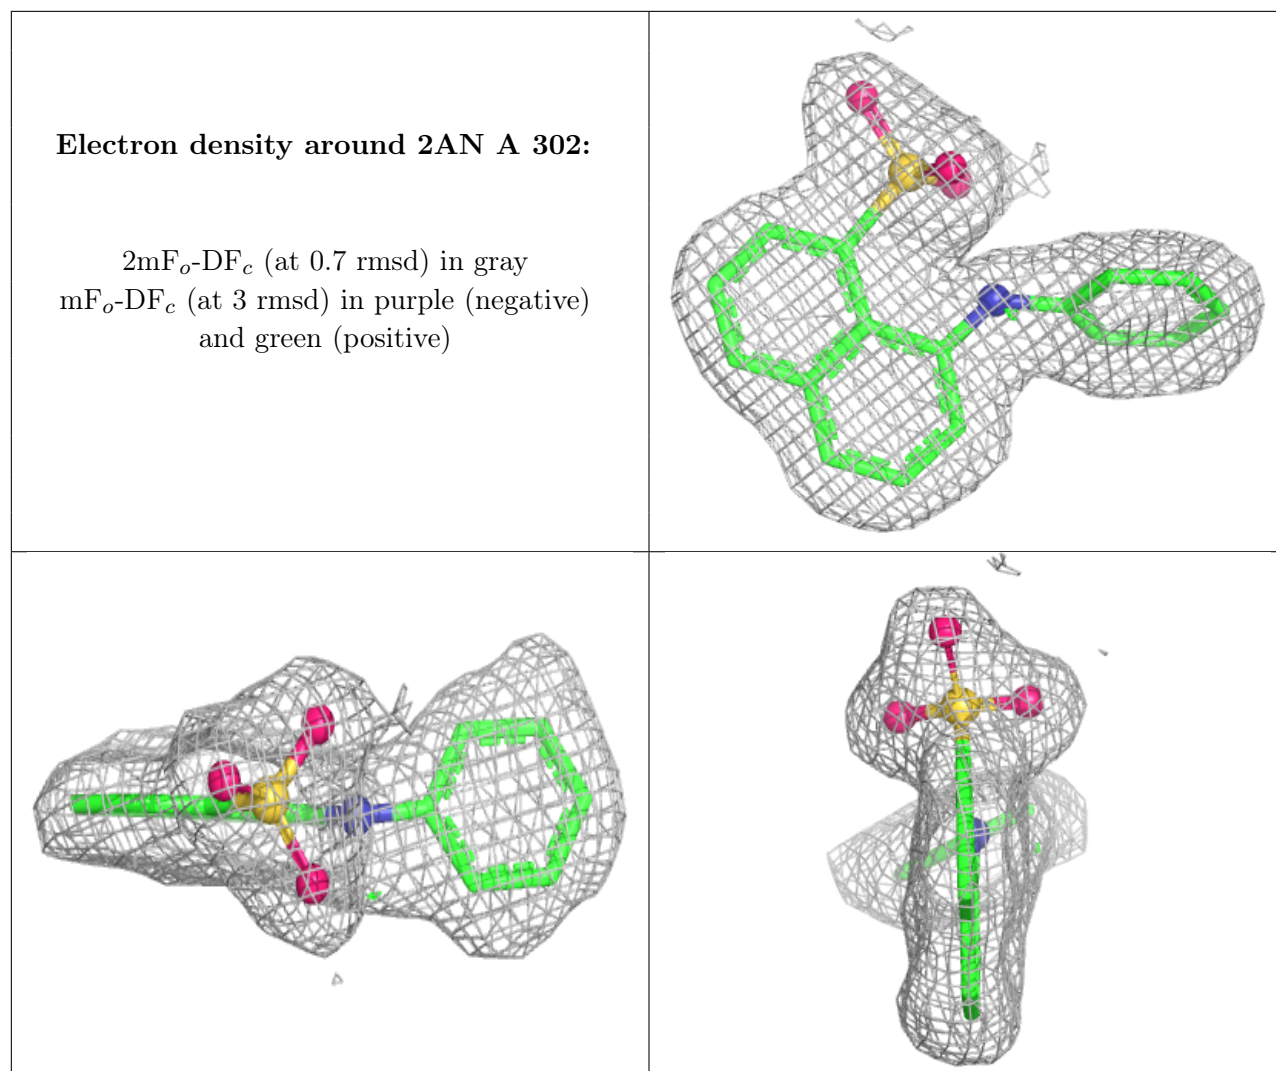 Electron density around 2AN A 302:
2mFo-DFc (at 0.7 rmsd) in gray
mFo-DFc (at 3 rmsd) in purple (negative)
and green (positive)